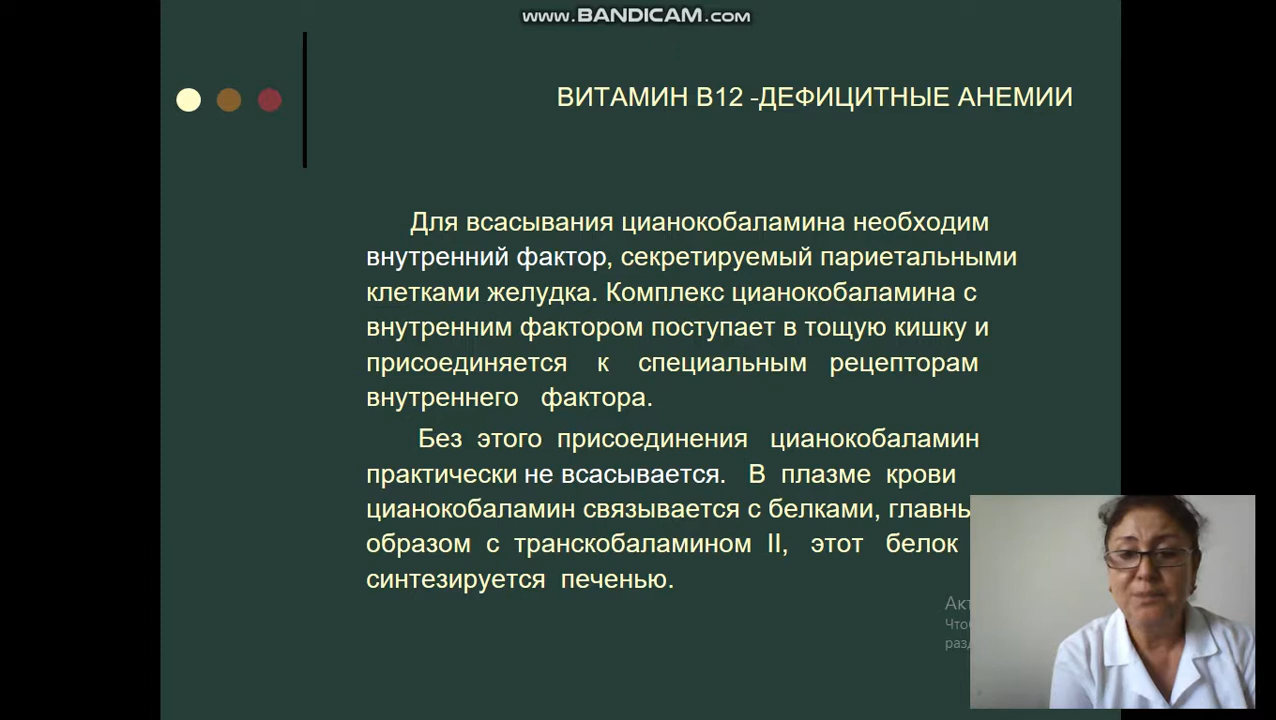 www.BANDICAM.com
ВИТАМИН В12 -ДЕФИЦИТНЫЕ АНЕМИИ
Для всасывания цианокобаламина необходим
внутренний фактор, секретируемый париетальными
клетками желудка. Комплекс цианокобаламина с
внутренним фактором поступает в тощую кишку и
присоединяется к специальным рецепторам
внутреннего фактора.
Без этого присоединения цианокобаламин
практически не всасывается. В плазме крови
цианокобаламин связывается с белками,
образом с транскобаламином II, этот белок
синтезируется печенью.